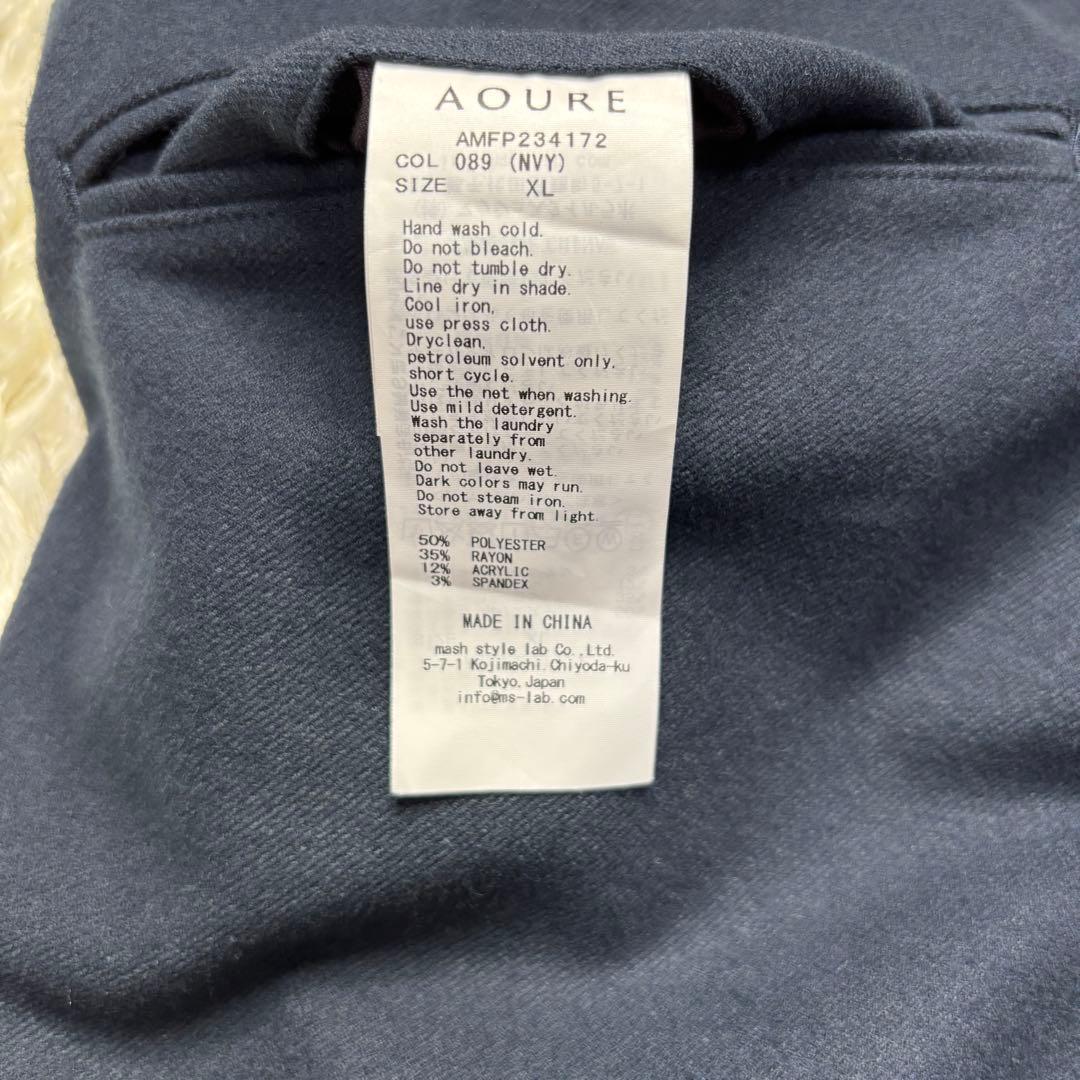 AOURE
AMFP234172
COL 089 (NVY)
SIZE XL
Hand wash cold.
Do not bleach.
Do not tumble dry.
Line dry in shade.
Cool iron,
use press cloth.
Dryclean,
petroleum solvent only,
short cycle.
Use the net when washing.
Use mild detergent.
Wash the laundry
separately from
other laundry.
Do not leave wet.
Dark colors may run.
Do not steam iron.
Store away from light.
50% POLYESTER
35% RAYON
12% ACRYLIC
3% SPANDEX
MADE IN CHINA
mash style lab Co.,Ltd.
5-7-1 Kojimachi.Chiyoda-ku
Tokyo,Japan
info@ms-lab.com